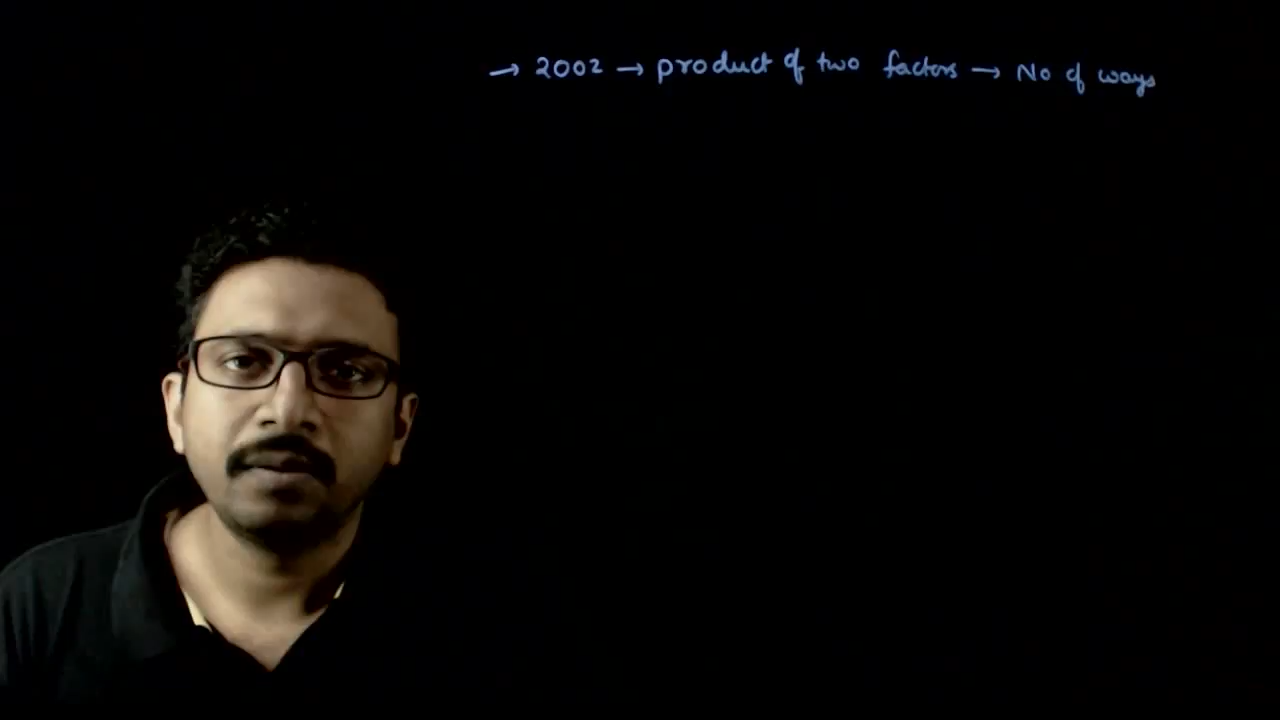 → 2002 → product of two factors → No of ways